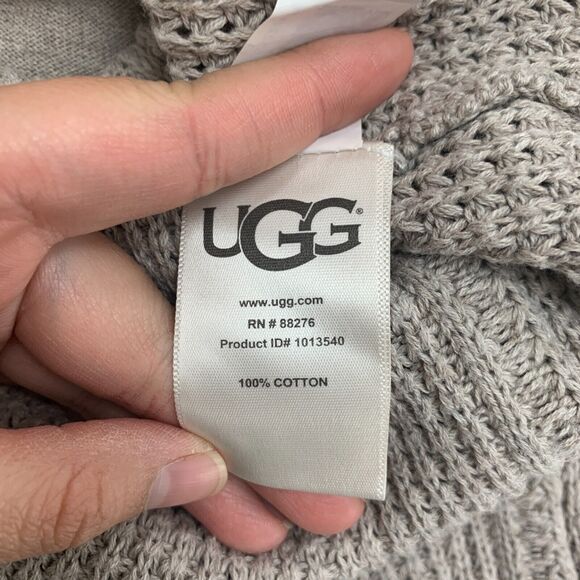 UGG®
www.ugg.com
RN # 88276
Product ID# 1013540
100% COTTON